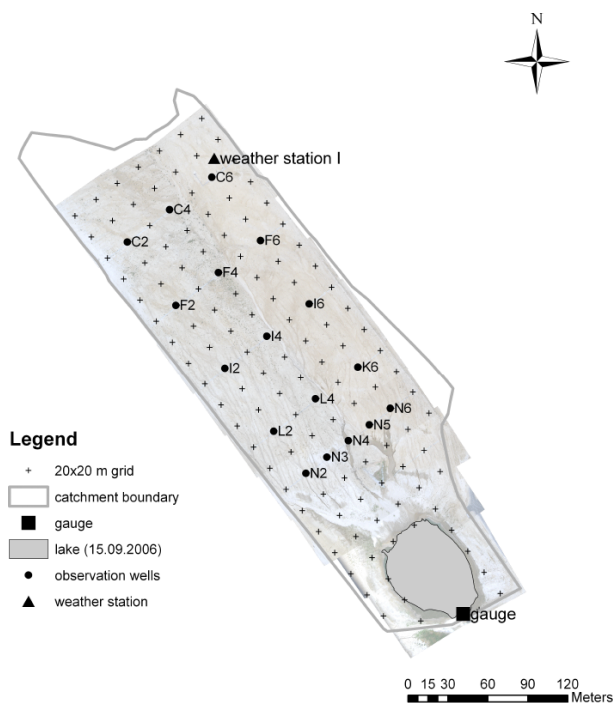 N
weather station I
C6
C4
C2
F6
F4
F2
I6
I4
I2
K6
L4
N6
L2
N5
N4
N3
N2
Legend
20x20 m grid
catchment boundary
gauge
lake (15.09.2006)
observation wells
weather station
gauge
0 15 30 60 90 120
Meters